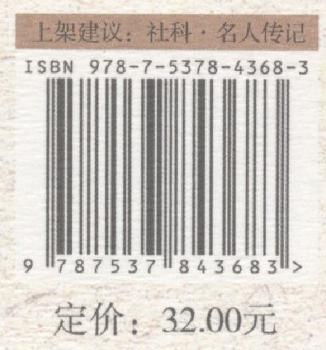 上架建议：社科·名人传记
ISBN 978-7-5378-4368-3
9 787537 843683 >
定价：32.00元